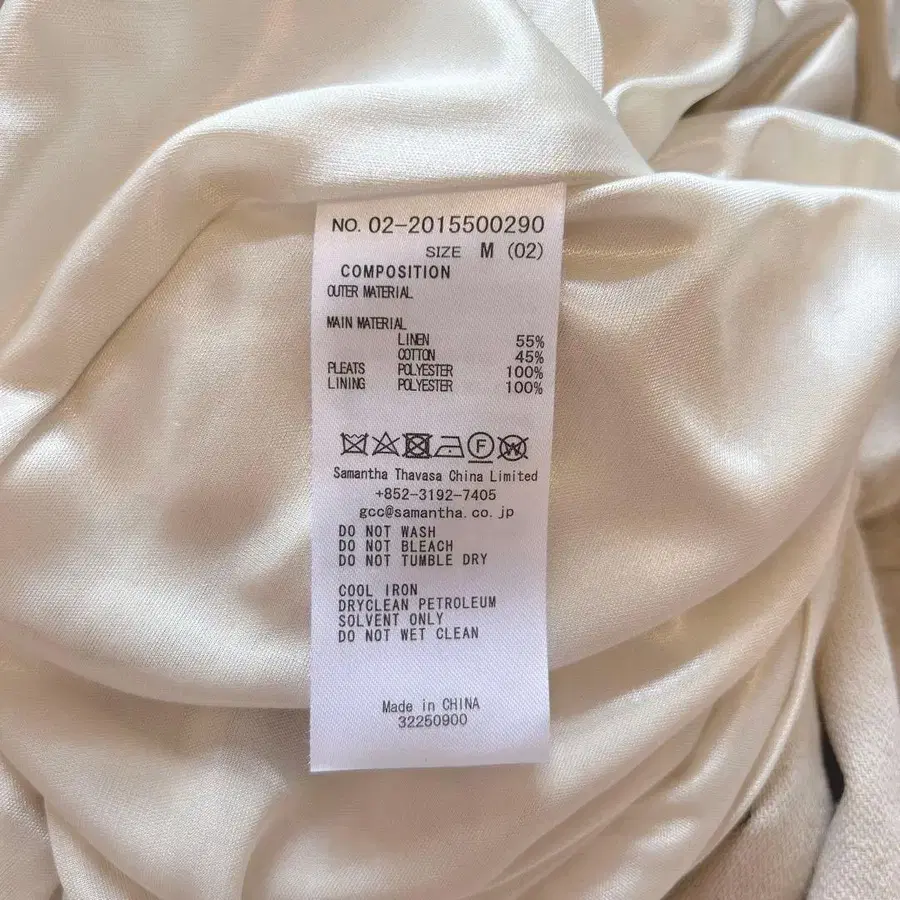 NO. 02-2015500290
SIZE M (02)
COMPOSITION
OUTER MATERIAL
MAIN MATERIAL
LINEN 55%
COTTON 45%
PLEATS POLYESTER 100%
LINING POLYESTER 100%
F W
Samantha Thavasa China Limited
+852-3192-7405
gcc@samantha.co.jp
DO NOT WASH
DO NOT BLEACH
DO NOT TUMBLE DRY
COOL IRON
DRYCLEAN PETROLEUM
SOLVENT ONLY
DO NOT WET CLEAN
Made in CHINA
32250900